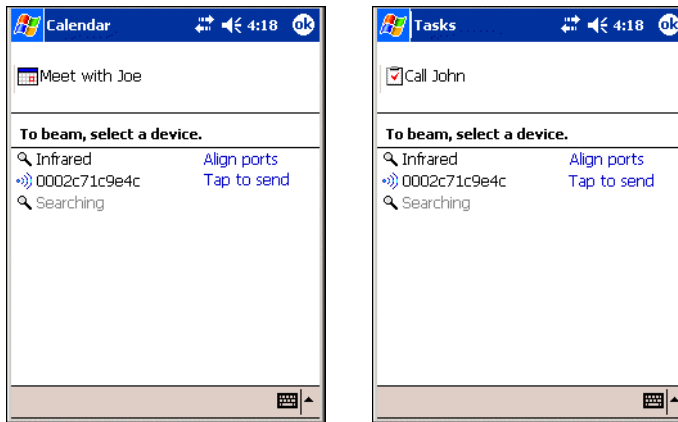 Calendar 4:18 ok
Meet with Joe
To beam, select a device.
Infrared Align ports
0002c71c9e4c Tap to send
Searching
Tasks 4:18 ok
Call John
To beam, select a device.
Infrared Align ports
0002c71c9e4c Tap to send
Searching